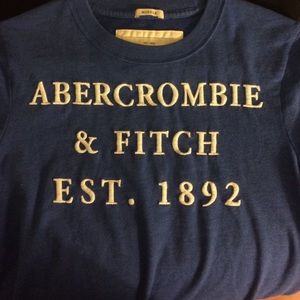 ABERCROMBIE
& FITCH
EST. 1892